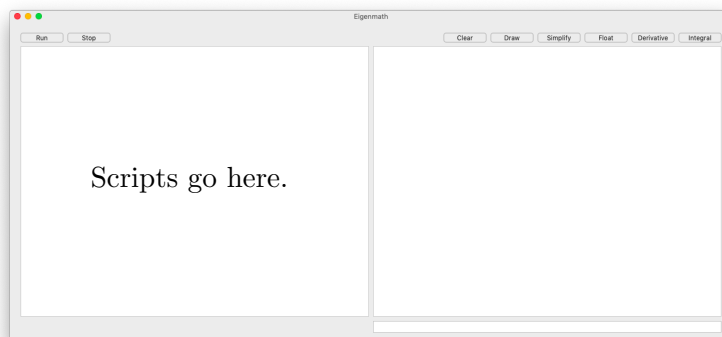 Eigenmath
Run Stop Clear Draw Simplify Float Derivative Integral
Scripts go here.